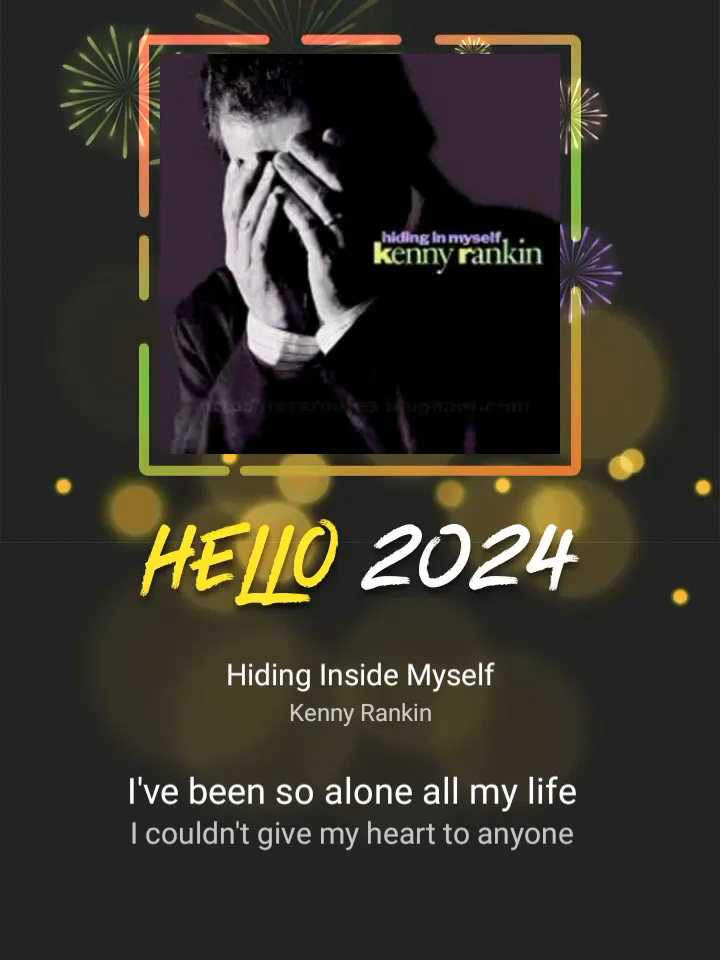 hiding in myself
kenny rankin
HELLO 2024
Hiding Inside Myself
Kenny Rankin
I've been so alone all my life
I couldn't give my heart to anyone